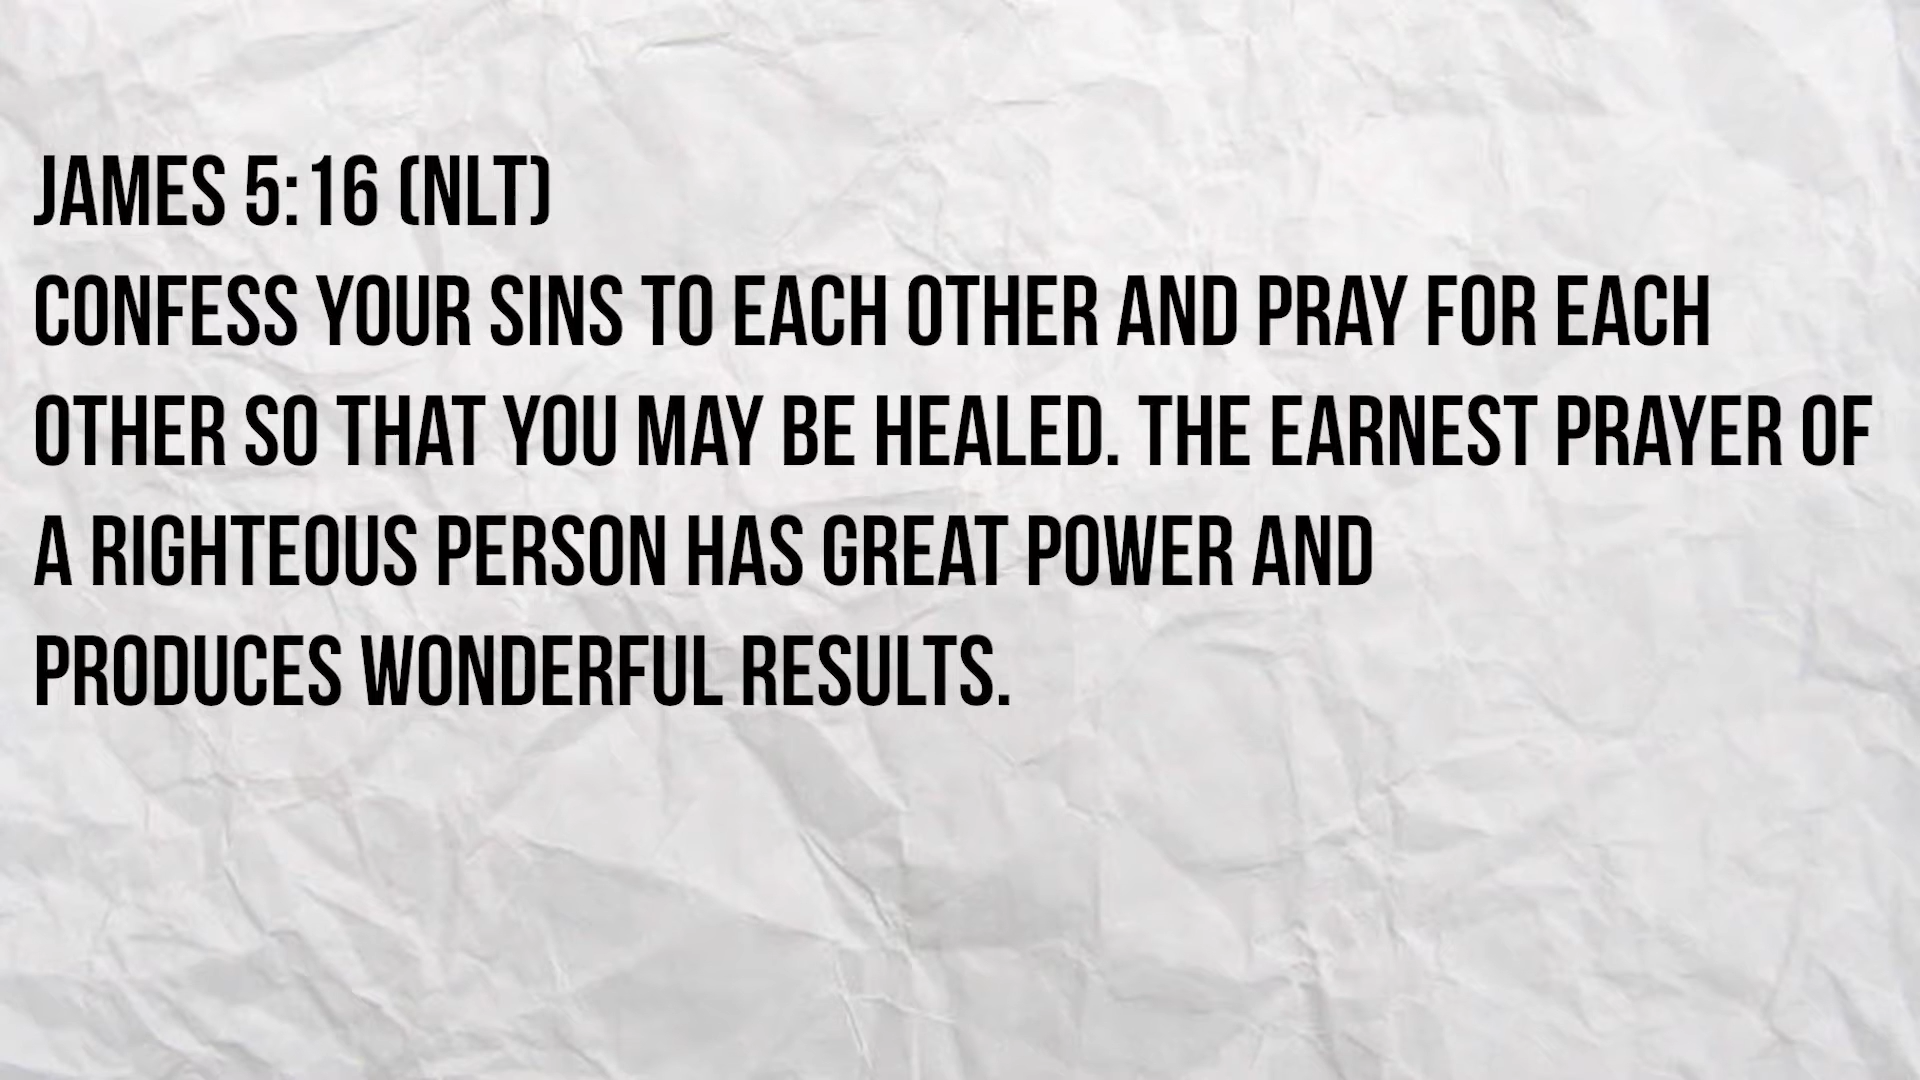 JAMES 5:16 (NLT)
CONFESS YOUR SINS TO EACH OTHER AND PRAY FOR EACH
OTHER SO THAT YOU MAY BE HEALED. THE EARNEST PRAYER OF
A RIGHTEOUS PERSON HAS GREAT POWER AND
PRODUCES WONDERFUL RESULTS.